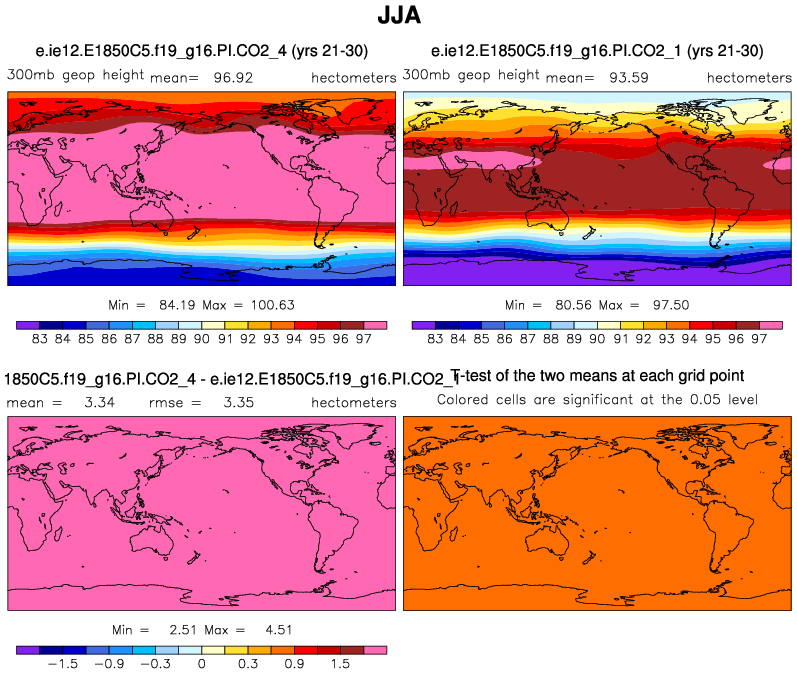 JJA
e.ie12.E1850C5.f19_g16.PI.CO2_4 (yrs 21-30)
300mb geop height mean= 96.92 hectometers
Min = 84.19 Max = 100.63
83 84 85 86 87 88 89 90 91 92 93 94 95 96 97
e.ie12.E1850C5.f19_g16.PI.CO2_1 (yrs 21-30)
300mb geop height mean= 93.59 hectometers
Min = 80.56 Max = 97.50
83 84 85 86 87 88 89 90 91 92 93 94 95 96 97
1850C5.f19_g16.PI.CO2_4 - e.ie12.E1850C5.f19_g16.PI.CO2_1
mean = 3.34 rmse = 3.35 hectometers
Min = 2.51 Max = 4.51
-1.5 -0.9 -0.3 0 0.3 0.9 1.5
T-test of the two means at each grid point
Colored cells are significant at the 0.05 level